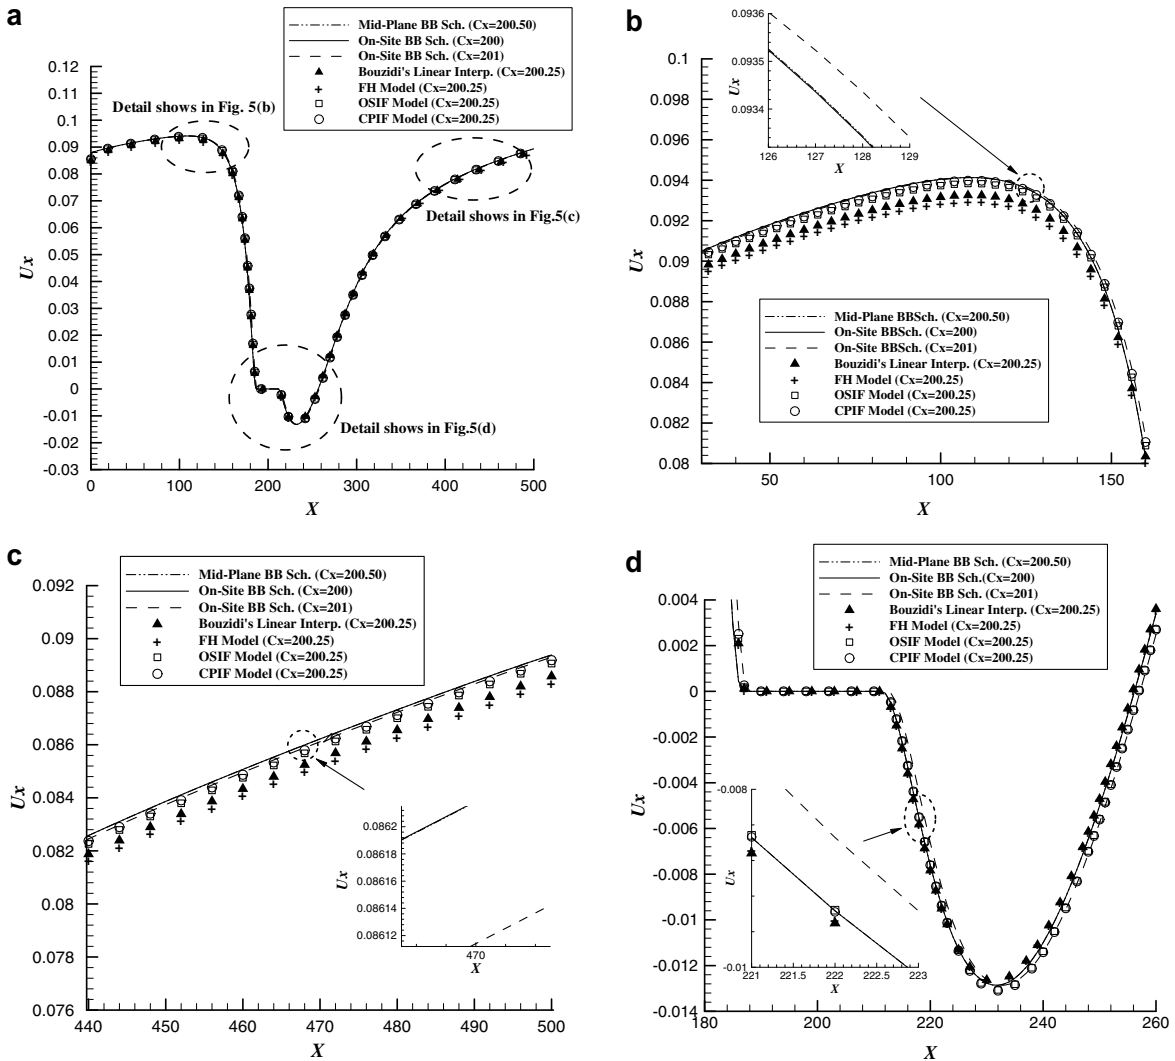 a
Mid-Plane BB Sch. (Cx=200.50)
On-Site BB Sch. (Cx=200)
On-Site BB Sch. (Cx=201)
Bouzidi's Linear Interp. (Cx=200.25)
FH Model (Cx=200.25)
OSIF Model (Cx=200.25)
CPIF Model (Cx=200.25)
0.12
0.11
0.1
0.09
0.08
0.07
0.06
0.05
0.04
0.03
0.02
0.01
0
-0.01
-0.02
-0.03
Ux
Detail shows in Fig. 5(b)
Detail shows in Fig.5(c)
Detail shows in Fig.5(d)
0 100 200 300 400 500
X
b
0.0936
0.0935
0.0934
Ux
126 127 128 129
X
0.1
0.098
0.096
0.094
0.092
0.09
0.088
0.086
0.084
0.082
0.08
Ux
Mid-Plane BBSch. (Cx=200.50)
On-Site BBSch. (Cx=200)
On-Site BBSch. (Cx=201)
Bouzidi's Linear Interp. (Cx=200.25)
FH Model (Cx=200.25)
OSIF Model (Cx=200.25)
CPIF Model (Cx=200.25)
50 100 150
X
c
Mid-Plane BB Sch. (Cx=200.50)
On-Site BB Sch. (Cx=200)
On-Site BB Sch. (Cx=201)
Bouzidi's Linear Interp. (Cx=200.25)
FH Model (Cx=200.25)
OSIF Model (Cx=200.25)
CPIF Model (Cx=200.25)
0.092
0.09
0.088
0.086
0.084
0.082
0.08
0.078
0.076
Ux
0.0862
0.08618
0.08616
0.08614
0.08612
Ux
470
X
440 450 460 470 480 490 500
X
d
Mid-Plane BB Sch. (Cx=200.50)
On-Site BB Sch.(Cx=200)
On-Site BB Sch. (Cx=201)
Bouzidi's Linear Interp. (Cx=200.25)
FH Model (Cx=200.25)
OSIF Model (Cx=200.25)
CPIF Model (Cx=200.25)
0.004
0.002
0
-0.002
-0.004
-0.006
-0.008
-0.01
-0.012
-0.014
Ux
-0.008
-0.01
Ux
221 221.5 222 222.5 223
X
180 200 220 240 260
X